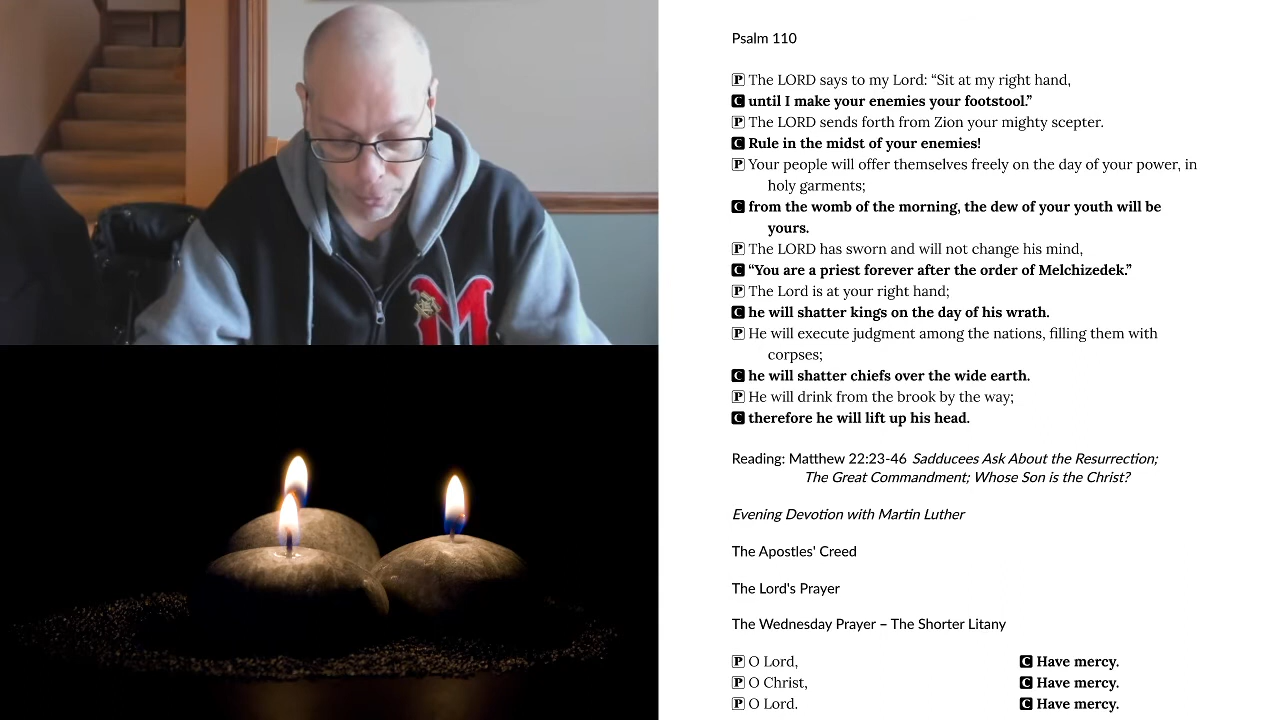 M
Psalm 110
P The LORD says to my Lord: “Sit at my right hand,
C until I make your enemies your footstool.”
P The LORD sends forth from Zion your mighty scepter.
C Rule in the midst of your enemies!
P Your people will offer themselves freely on the day of your power, in
holy garments;
C from the womb of the morning, the dew of your youth will be
yours.
P The LORD has sworn and will not change his mind,
C “You are a priest forever after the order of Melchizedek.”
P The Lord is at your right hand;
C he will shatter kings on the day of his wrath.
P He will execute judgment among the nations, filling them with
corpses;
C he will shatter chiefs over the wide earth.
P He will drink from the brook by the way;
C therefore he will lift up his head.
Reading: Matthew 22:23-46 Sadducees Ask About the Resurrection;
The Great Commandment; Whose Son is the Christ?
Evening Devotion with Martin Luther
The Apostles' Creed
The Lord's Prayer
The Wednesday Prayer – The Shorter Litany
P O Lord, C Have mercy.
P O Christ, C Have mercy.
P O Lord. C Have mercy.